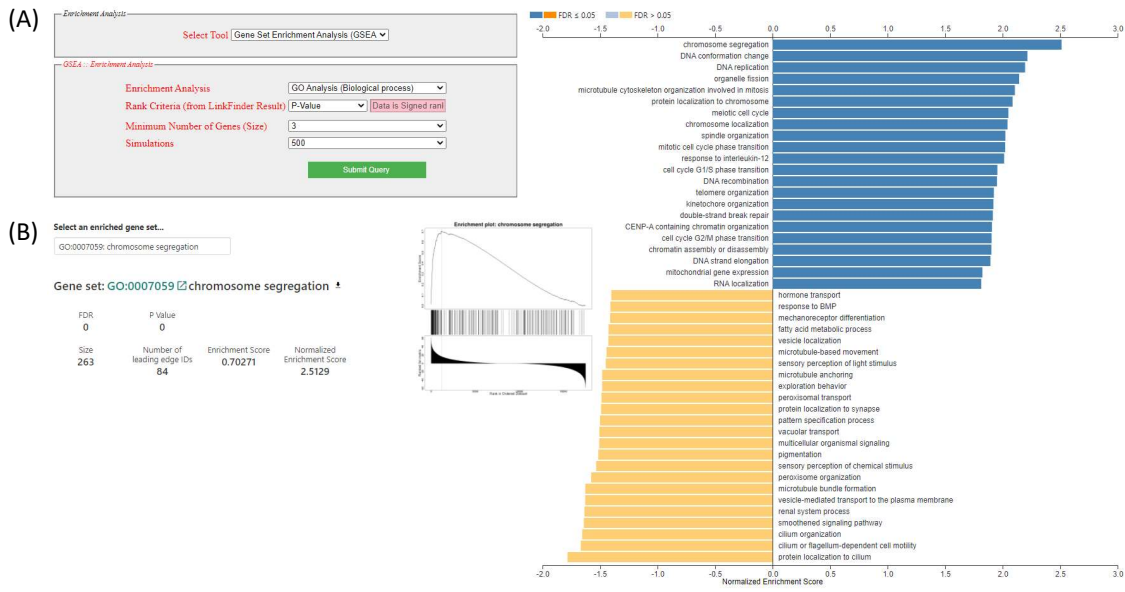 (A)
Enrichment Analysis
Select Tool Gene Set Enrichment Analysis (GSEA
GSEA :: Enrichment Analysis
Enrichment Analysis GO Analysis (Biological process)
Rank Criteria (from LinkFinder Result) P-Value Data is Signed ranl
Minimum Number of Genes (Size) 3
Simulations 500
Submit Query
(B)
Select an enriched gene set...
GO:0007059: chromosome segregation
Gene set: GO:0007059 chromosome segregation
FDR P Value
0 0
Size Number of leading edge IDs Enrichment Score Normalized Enrichment Score
263 84 0.70271 2.5129
Enrichment plot: chromosome segregation
FDR ≤ 0.05 FDR > 0.05
-2.0 -1.5 -1.0 -0.5 0.0 0.5 1.0 1.5 2.0 2.5 3.0
chromosome segregation
DNA conformation change
DNA replication
organelle fission
microtubule cytoskeleton organization involved in mitosis
protein localization to chromosome
meiotic cell cycle
chromosome localization
spindle organization
mitotic cell cycle phase transition
response to interleukin-12
cell cycle G1/S phase transition
DNA recombination
telomere organization
kinetochore organization
double-strand break repair
CENP-A containing chromatin organization
cell cycle G2/M phase transition
chromatin assembly or disassembly
DNA strand elongation
mitochondrial gene expression
RNA localization
hormone transport
response to BMP
mechanoreceptor differentiation
fatty acid metabolic process
vesicle localization
microtubule-based movement
sensory perception of light stimulus
microtubule anchoring
exploration behavior
peroxisomal transport
protein localization to synapse
pattern specification process
vacuolar transport
multicellular organismal signaling
pigmentation
sensory perception of chemical stimulus
peroxisome organization
microtubule bundle formation
vesicle-mediated transport to the plasma membrane
renal system process
smoothened signaling pathway
cilium organization
cilium or flagellum-dependent cell motility
protein localization to cilium
-2.0 -1.5 -1.0 -0.5 0.0 0.5 1.0 1.5 2.0 2.5 3.0
Normalized Enrichment Score